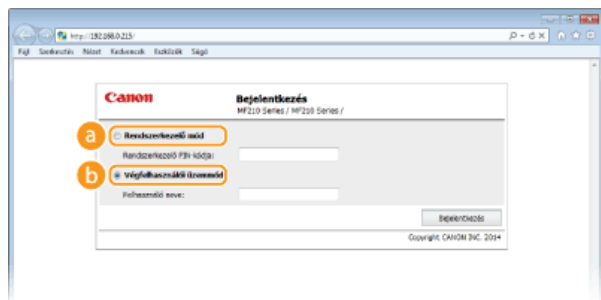 http://192.168.0.215/
Fájl Szerkesztés Nézet Kedvencek Eszközök Súgó
Canon
Bejelentkezés
MF210 Series / MF210 Series /
a
Rendszerkezelő mód
Rendszerkezelő PIN-kódja:
b
Végfelhasználói üzemmód
Felhasználó neve:
Bejelentkezés
Copyright CANON INC. 2014